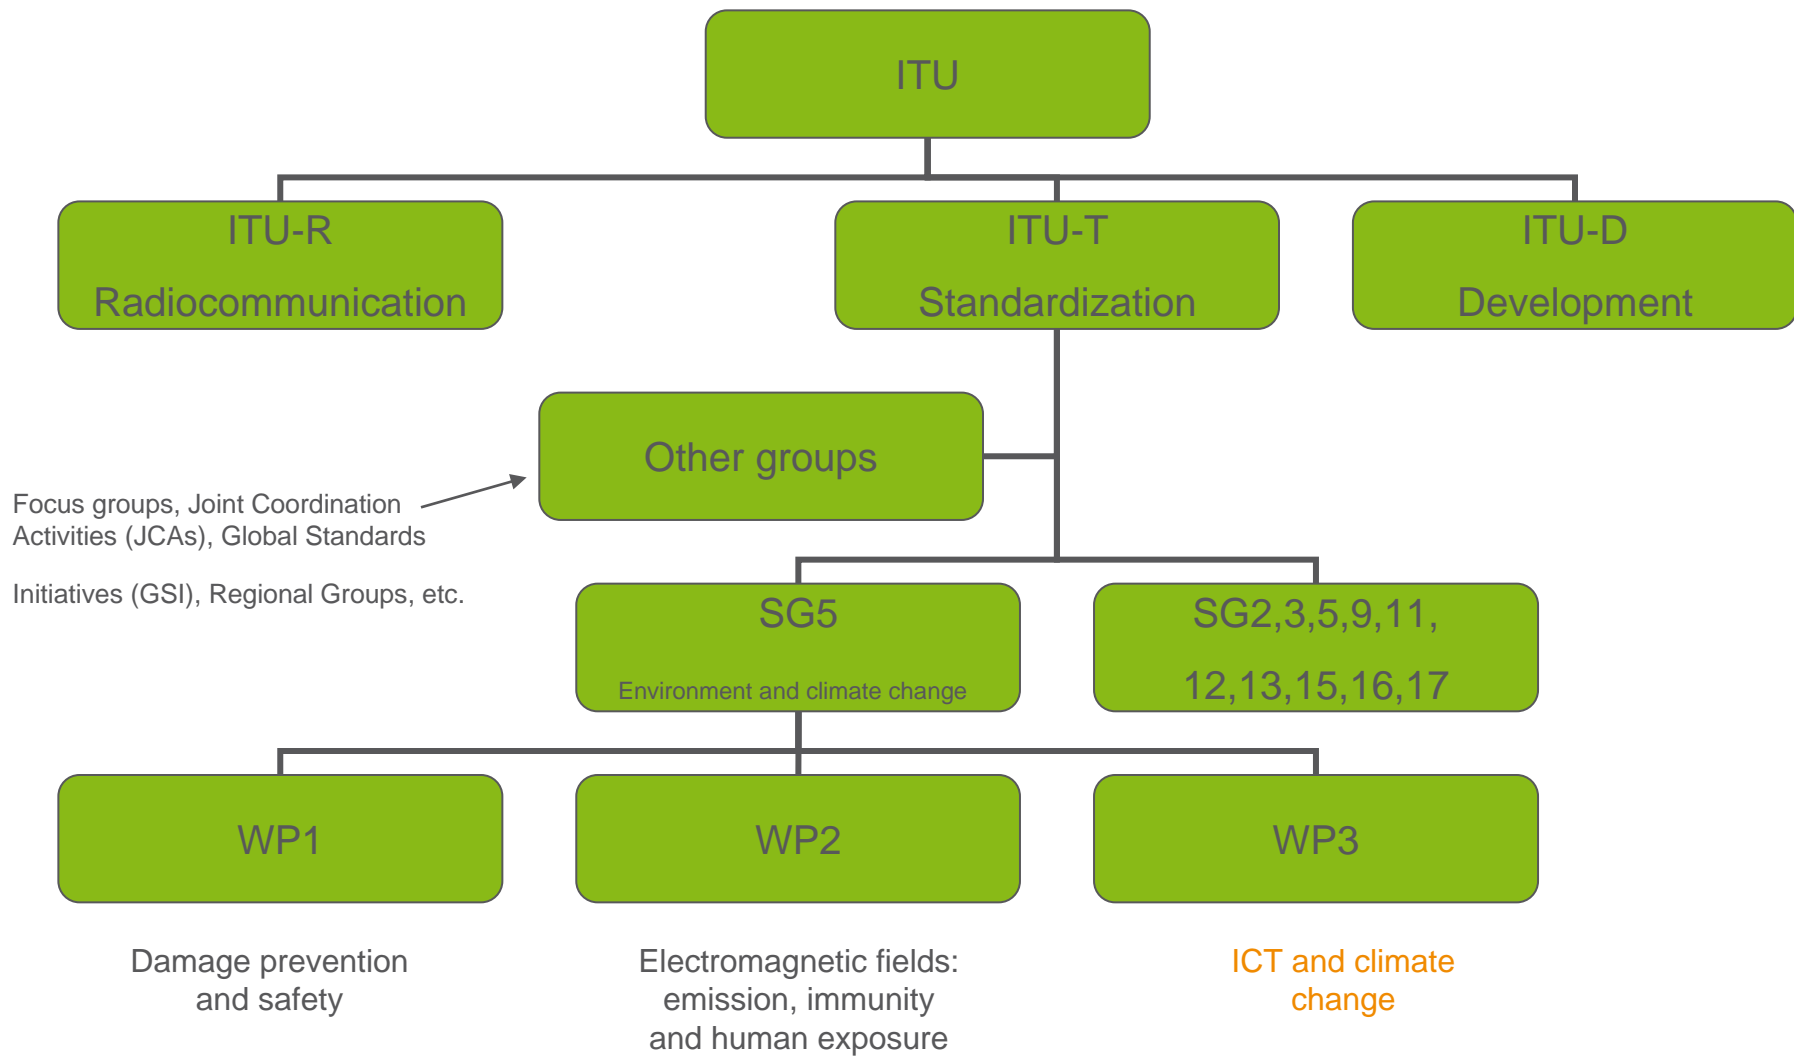 ITU
ITU-R
Radiocommunication
ITU-T
Standardization
ITU-D
Development
Other groups
Focus groups, Joint Coordination
Activities (JCAs), Global Standards
Initiatives (GSI), Regional Groups, etc.
SG5
Environment and climate change
SG2,3,5,9,11,
12,13,15,16,17
WP1
WP2
WP3
Damage prevention
and safety
Electromagnetic fields:
emission, immunity
and human exposure
ICT and climate
change